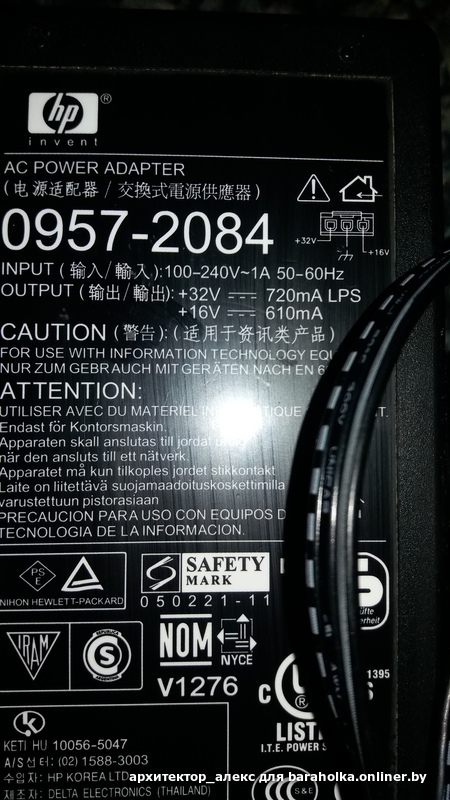 hp ®
invent
AC POWER ADAPTER
(电源适配器 / 交換式電源供應器)
0957-2084
+32V +16V
INPUT (输入/輸入):100-240V~1A 50-60Hz
OUTPUT (输出/輸出): +32V 720mA LPS
+16V 610mA
CAUTION (警告): (适用于资讯类产品)
FOR USE WITH INFORMATION TECHNOLOGY
NUR ZUM GEBRAUCH MIT GERÄTEN NACH EN
ATTENTION:
UTILISER AVEC DU MATERIEL
Endast för Kontorsmaskin.
Apparaten skall anslutas till jordat
när den ansluts till ett nätverk.
Apparatet må kun tilkoples jordet stikkontakt
Laite on liitettävä suojamaadoituskoskettimilla
varustettuun pistorasiaan
PRECAUCION PARA USO CON EQUIPOS
TECNOLOGIA DE LA INFORMACION.
PS
E
NIHON HEWLETT-PACKARD
SAFETY
MARK
050221-11
S
IRAM
S
NOM
NYCE
V1276
C UL ®
1395
LISTE
I.T.E. POWER
KETI HU 10056-5047
A/S 센터: (02) 1588-3003
수입자: HP KOREA LTD
제조자: DELTA ELECTRONICS (THAILAND)
S&E
архитектор_алекс для baraholka.onliner.by